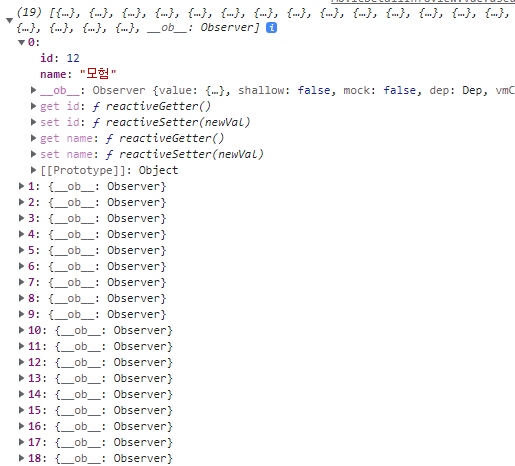 (19) [{…}, {…}, {…}, {…}, {…}, {…}, {…}, {…}, {…}, {…}, {…}, {…}, {…}, {…}, {…},
{…}, {…}, {…}, {…}, __ob__: Observer] i
0:
id: 12
name: "모험"
__ob__: Observer {value: {…}, shallow: false, mock: false, dep: Dep, vmC
get id: ƒ reactiveGetter()
set id: ƒ reactiveSetter(newVal)
get name: ƒ reactiveGetter()
set name: ƒ reactiveSetter(newVal)
[[Prototype]]: Object
1: {__ob__: Observer}
2: {__ob__: Observer}
3: {__ob__: Observer}
4: {__ob__: Observer}
5: {__ob__: Observer}
6: {__ob__: Observer}
7: {__ob__: Observer}
8: {__ob__: Observer}
9: {__ob__: Observer}
10: {__ob__: Observer}
11: {__ob__: Observer}
12: {__ob__: Observer}
13: {__ob__: Observer}
14: {__ob__: Observer}
15: {__ob__: Observer}
16: {__ob__: Observer}
17: {__ob__: Observer}
18: {__ob__: Observer}